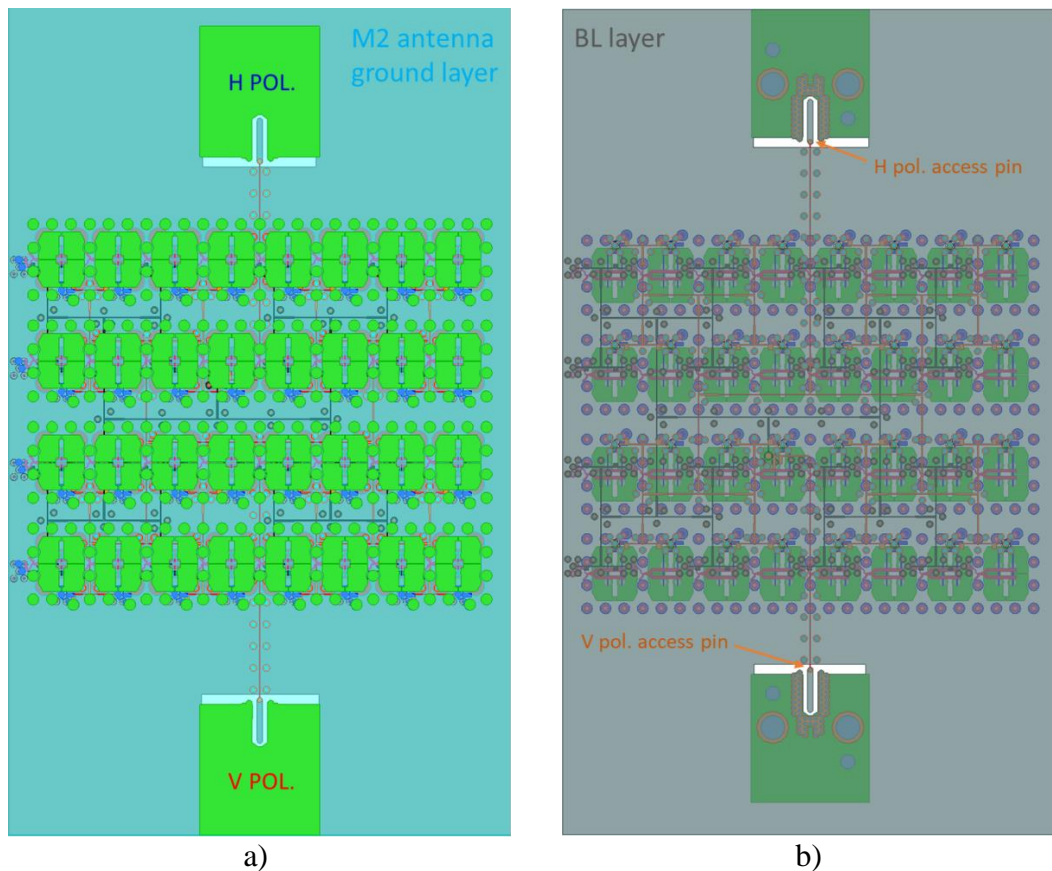 M2 antenna
ground layer
H POL.
V POL.
a)
BL layer
H pol. access pin
V pol. access pin
b)